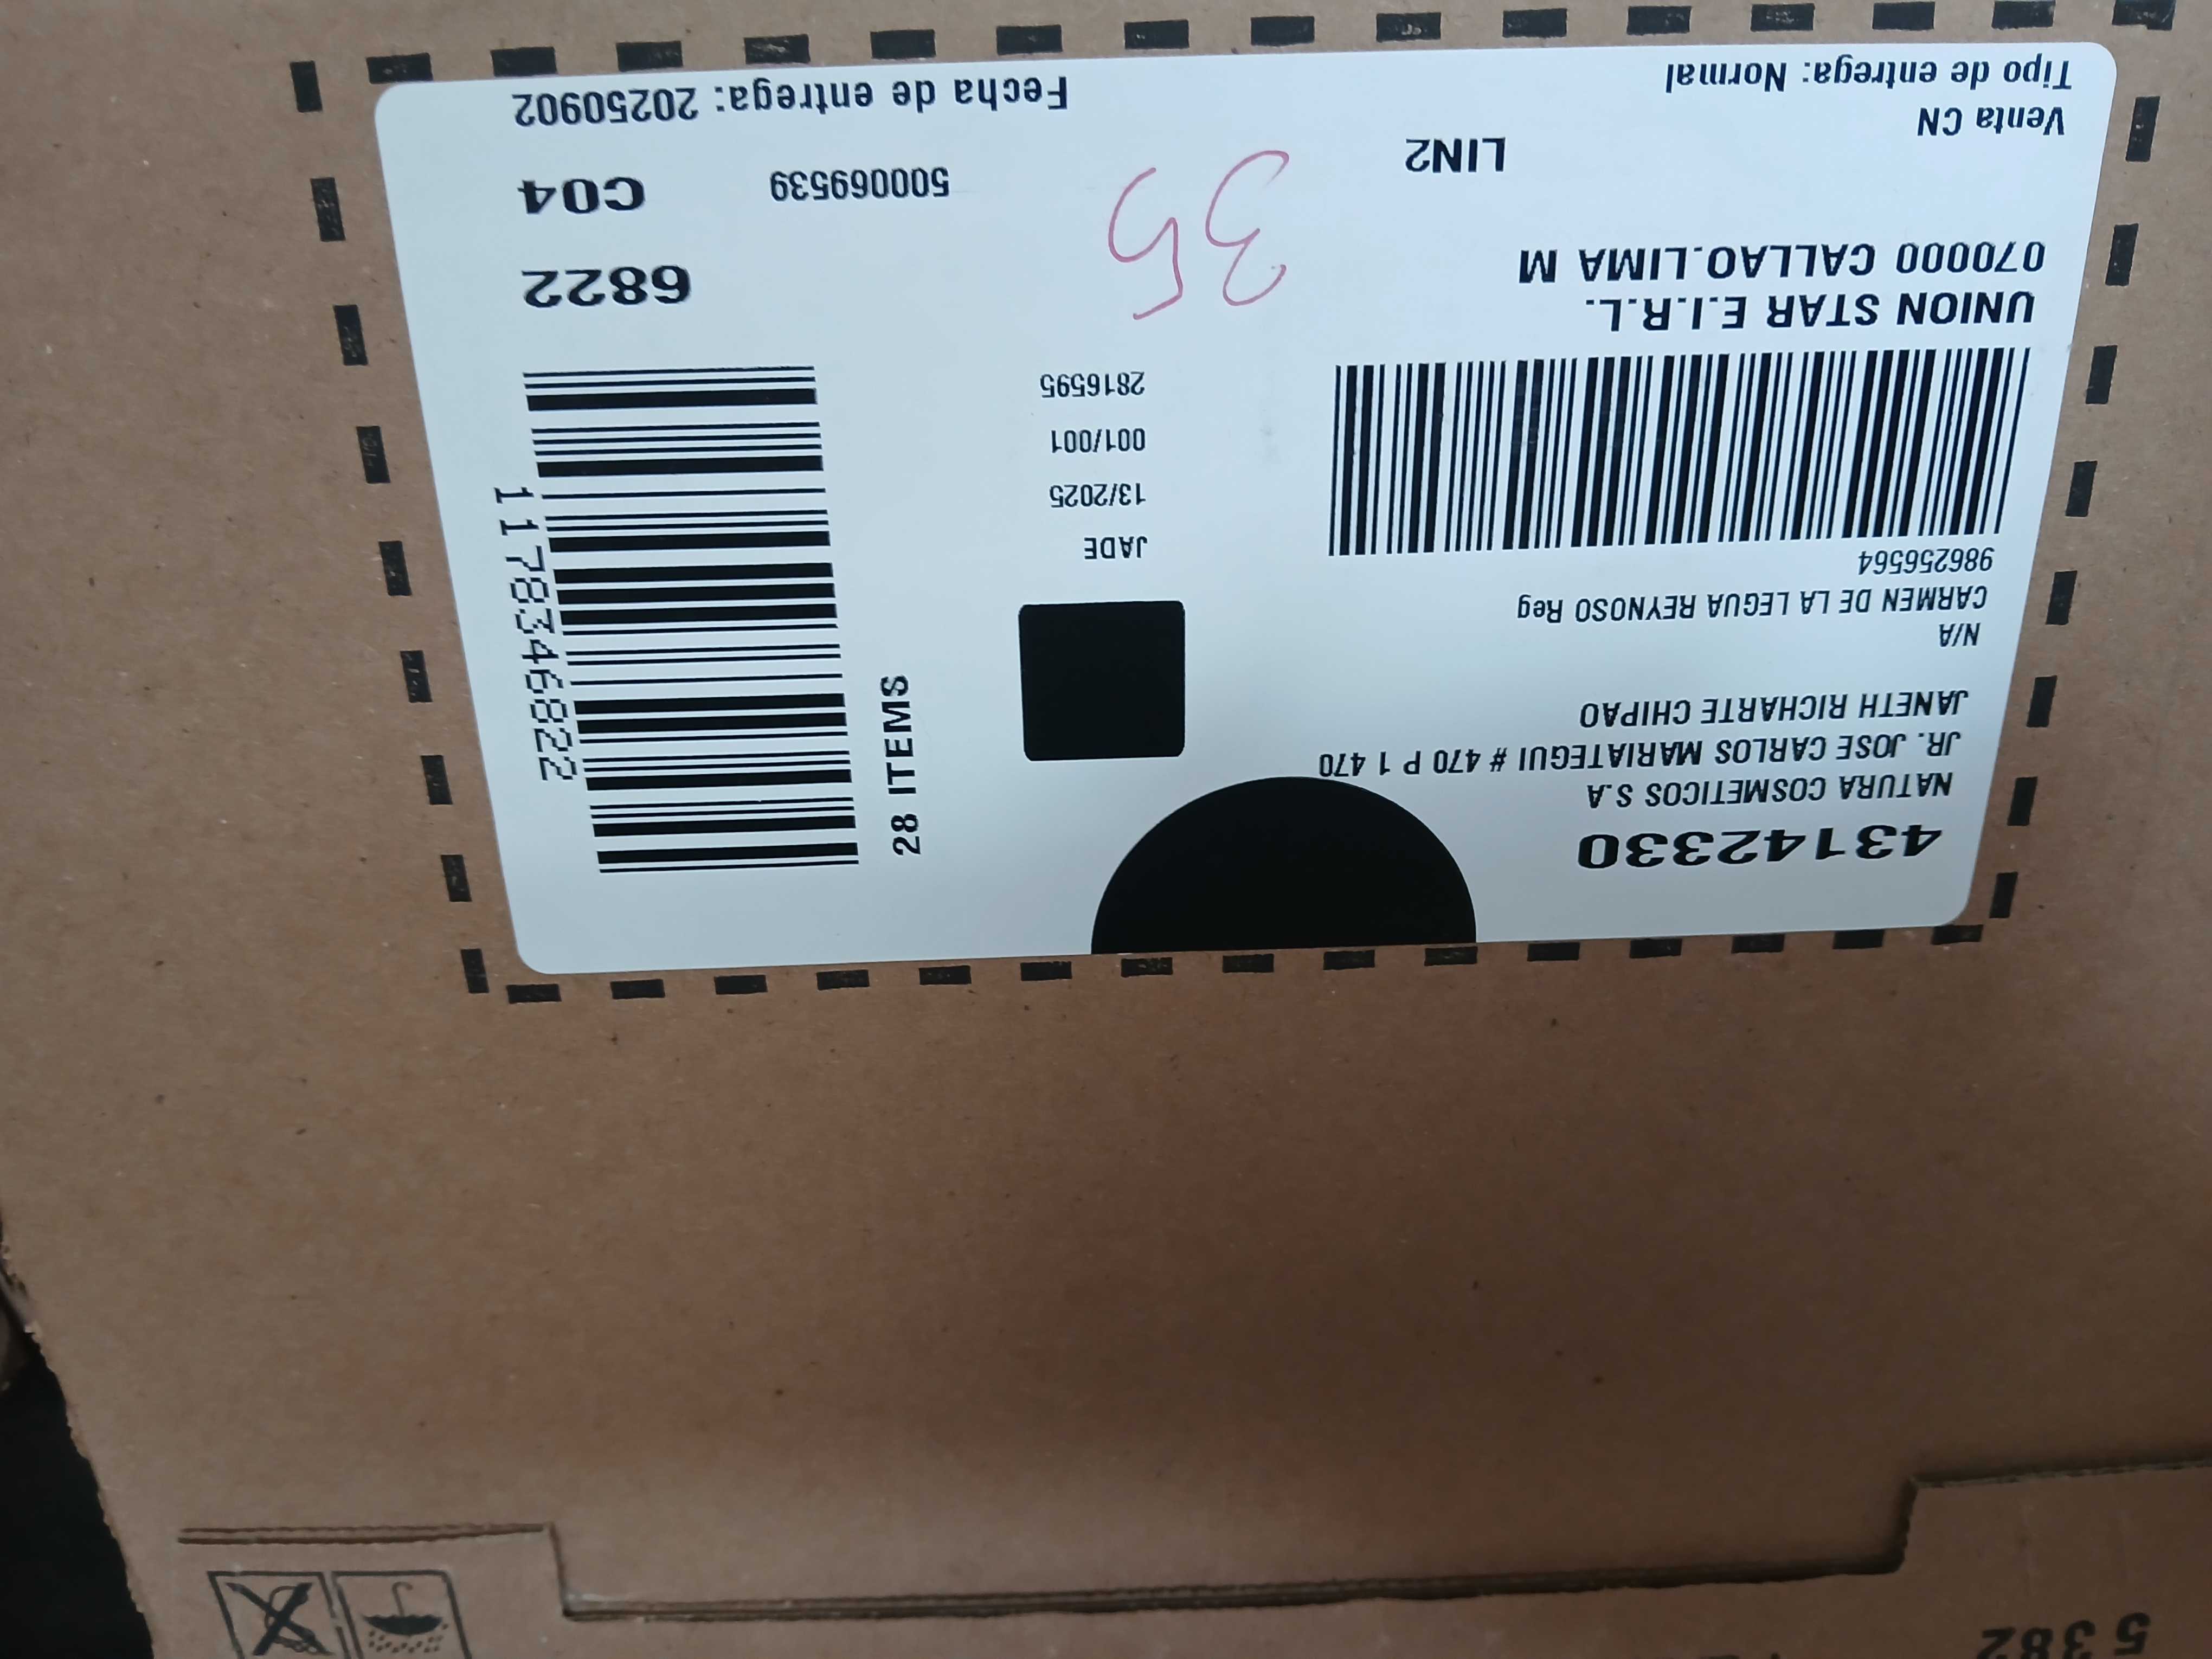 43142330
NATURA COSMETICOS S.A
JR. JOSE CARLOS MARIATEGUI # 470 P 1 470
JANETH RICHARTE CHIPAO
N/A
CARMEN DE LA LEGUA REYNOSO Reg
986256564
UNION STAR E.I.R.L.
070000 CALLAO.LIMA M
LIN2
Venta CN
Tipo de entrega: Normal
JADE
13/2025
001/001
2816595
35
28 ITEMS
1178346822
6822
500069539
C04
Fecha de entrega: 20250902
5 382